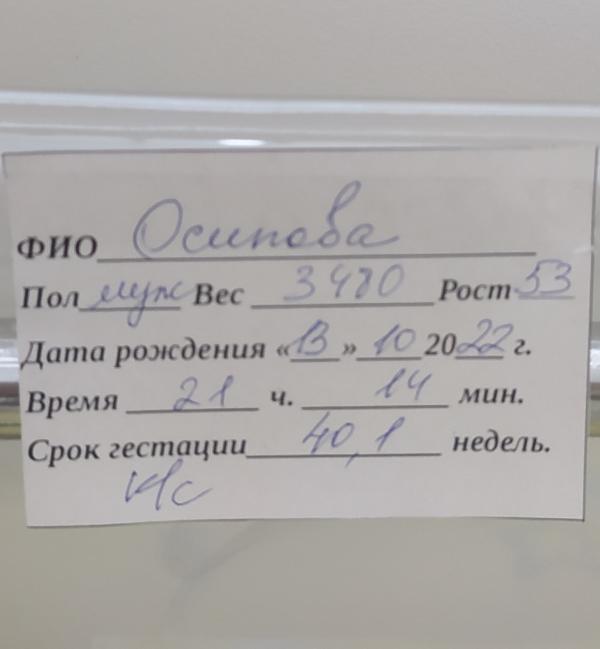 ФИО Осипова
Пол муж Вес 3480 Рост 53
Дата рождения «13» 10 2022 г.
Время 21 ч. 14 мин.
Срок гестации 40,1 недель.
к/с